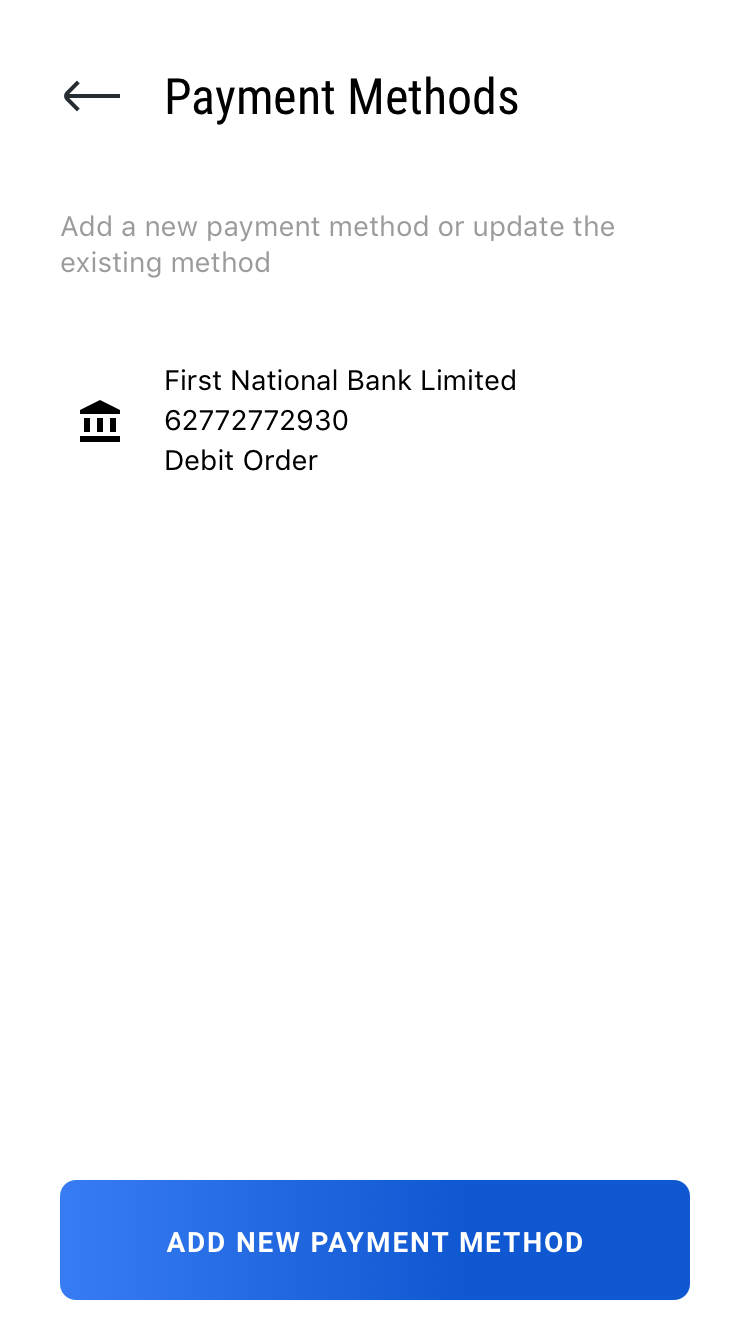 Payment Methods
Add a new payment method or update the
existing method
First National Bank Limited
62772772930
Debit Order
ADD NEW PAYMENT METHOD